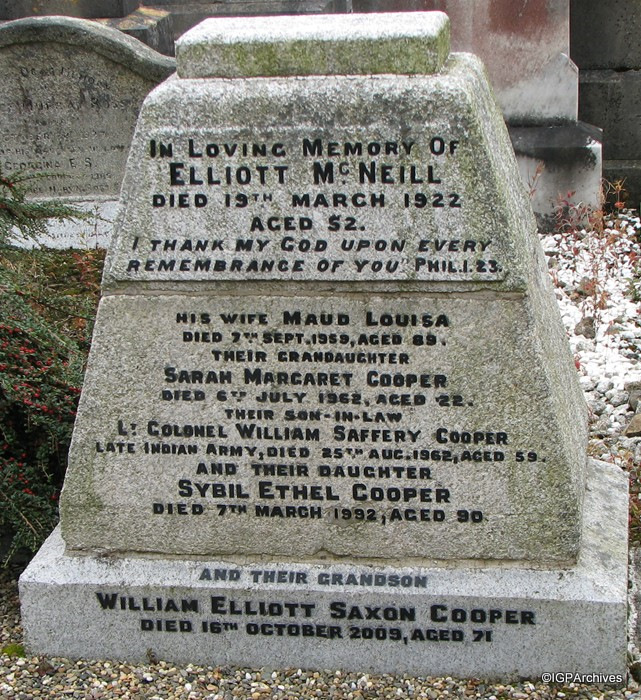 IN LOVING MEMORY OF
ELLIOTT McNEILL
DIED 19TH MARCH 1922
AGED 52.
"I THANK MY GOD UPON EVERY
REMEMBRANCE OF YOU" PHIL.I.23.
HIS WIFE MAUD LOUISA
DIED 7TH SEPT. 1959, AGED 89.
THEIR GRANDAUGHTER
SARAH MARGARET COOPER
DIED 6TH JULY 1962, AGED 22.
THEIR SON-IN-LAW
LT COLONEL WILLIAM SAFFERY COOPER
LATE INDIAN ARMY, DIED 25TH AUG. 1962, AGED 59.
AND THEIR DAUGHTER
SYBIL ETHEL COOPER
DIED 7TH MARCH 1992, AGED 90.
AND THEIR GRANDSON
WILLIAM ELLIOTT SAXON COOPER
DIED 16TH OCTOBER 2009, AGED 71
GEORGINA E.S
©IGPArchives